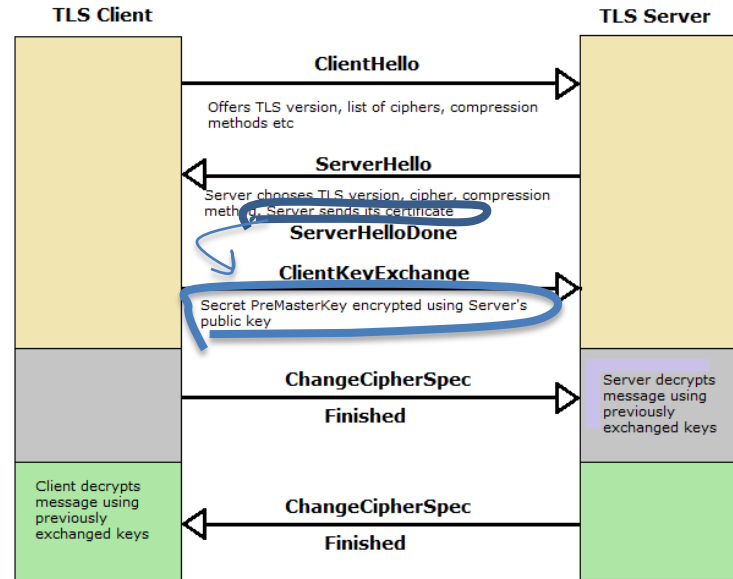 TLS Client
TLS Server
ClientHello
Offers TLS version, list of ciphers, compression
methods etc
ServerHello
Server chooses TLS version, cipher, compression
method. Server sends its certificate
ServerHelloDone
ClientKeyExchange
Secret PreMasterKey encrypted using Server's
public key
ChangeCipherSpec
Finished
Server decrypts
message using
previously
exchanged keys
Client decrypts
message using
previously
exchanged keys
ChangeCipherSpec
Finished